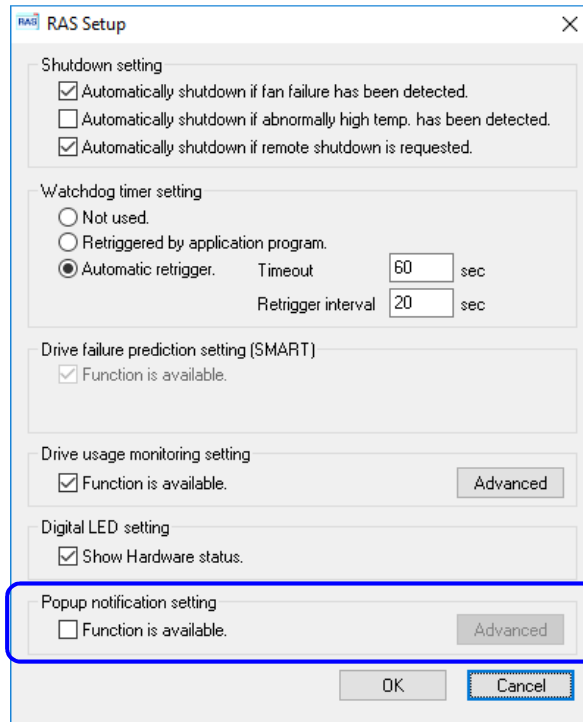 RAS RAS Setup
Shutdown setting
Automatically shutdown if fan failure has been detected.
Automatically shutdown if abnormally high temp. has been detected.
Automatically shutdown if remote shutdown is requested.
Watchdog timer setting
Not used.
Retriggered by application program.
Automatic retrigger. Timeout 60 sec
Retrigger interval 20 sec
Drive failure prediction setting (SMART)
Function is available.
Drive usage monitoring setting
Function is available. Advanced
Digital LED setting
Show Hardware status.
Popup notification setting
Function is available. Advanced
OK Cancel